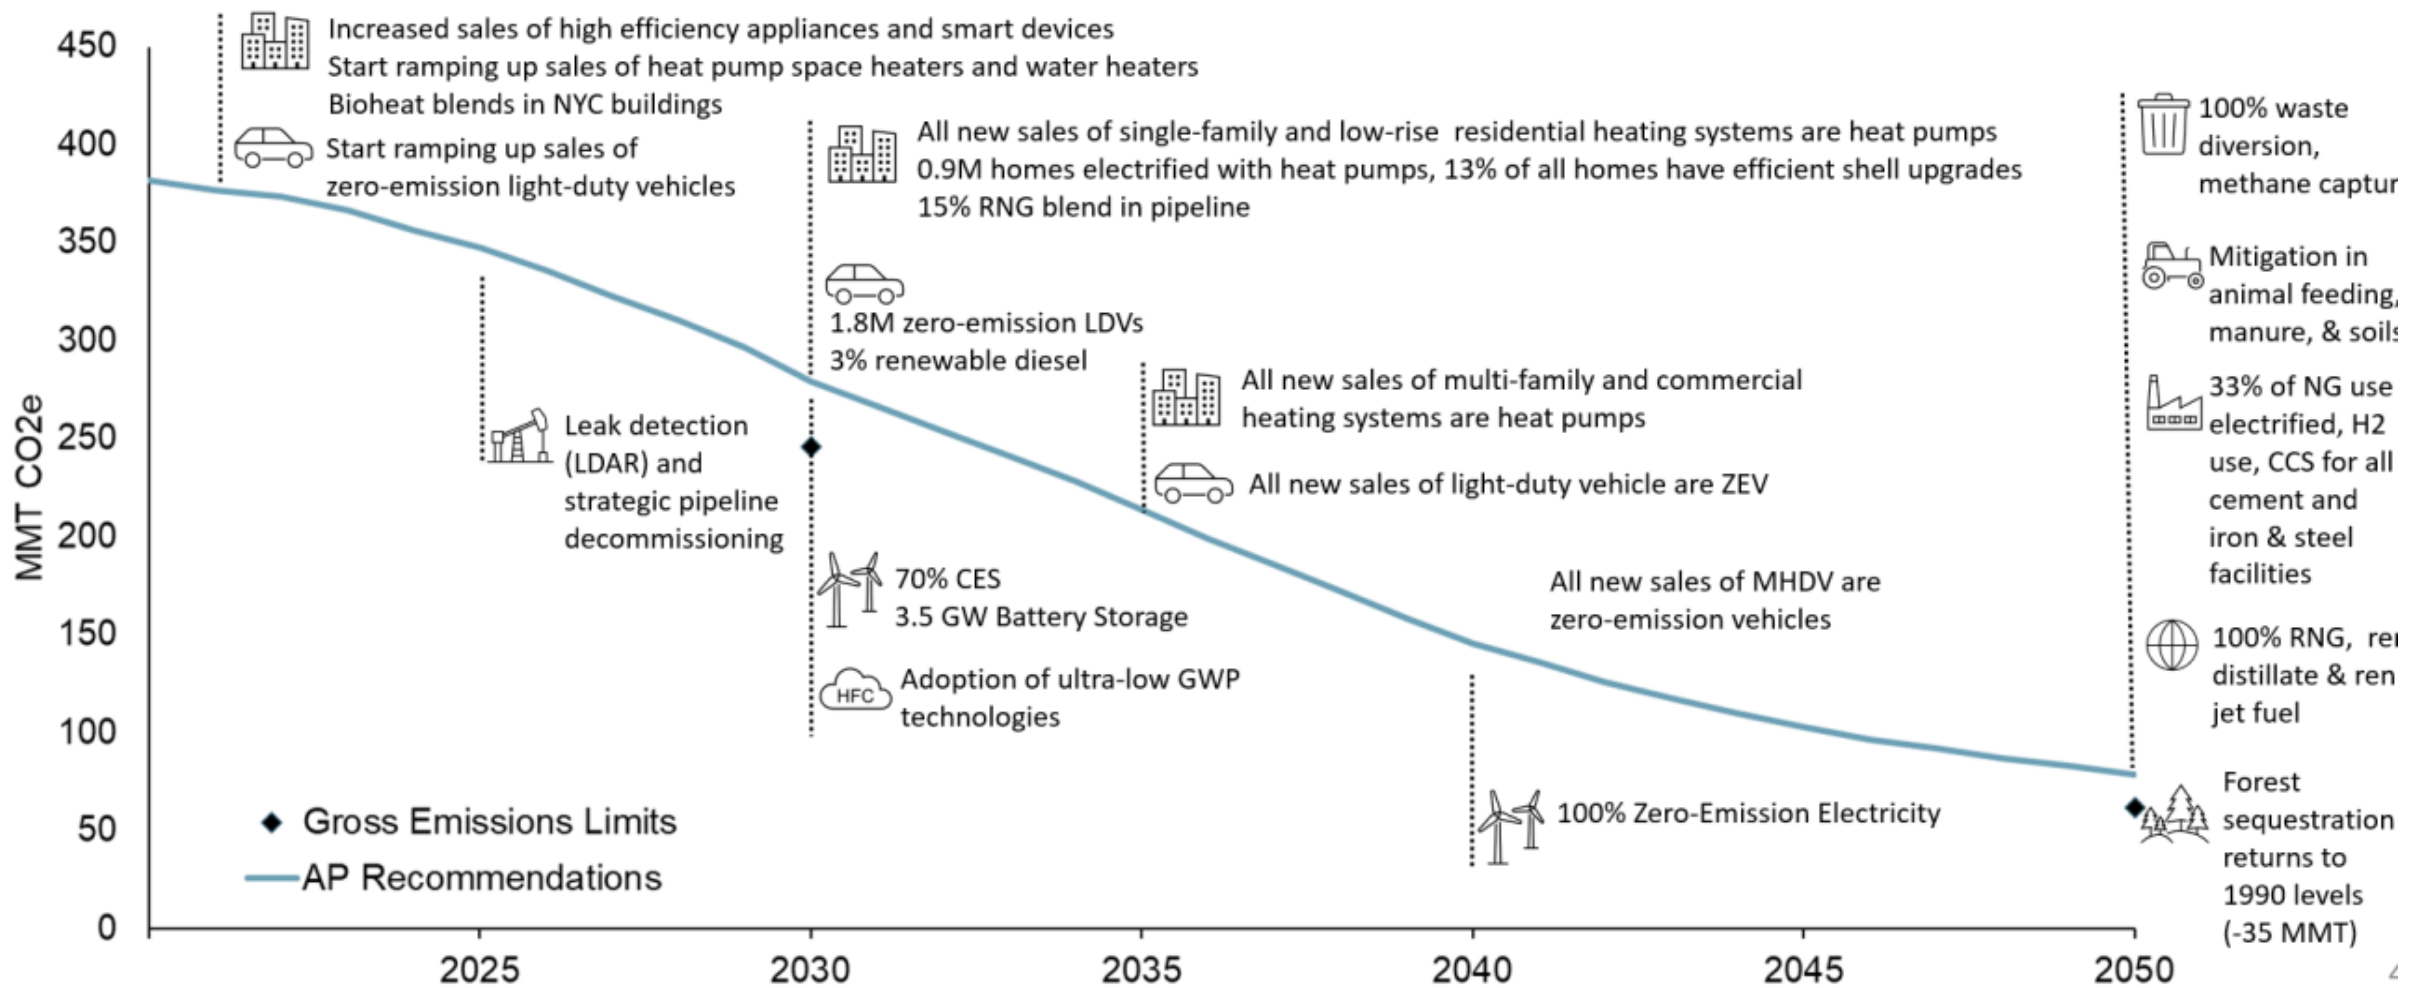 450
400
350
300
250
200
150
100
50
0
MMT CO2e
Increased sales of high efficiency appliances and smart devices
Start ramping up sales of heat pump space heaters and water heaters
Bioheat blends in NYC buildings
Start ramping up sales of
zero-emission light-duty vehicles
Leak detection
(LDAR) and
strategic pipeline
decommissioning
All new sales of single-family and low-rise residential heating systems are heat pumps
0.9M homes electrified with heat pumps, 13% of all homes have efficient shell upgrades
15% RNG blend in pipeline
1.8M zero-emission LDVs
3% renewable diesel
70% CES
3.5 GW Battery Storage
HFC
Adoption of ultra-low GWP
technologies
All new sales of multi-family and commercial
heating systems are heat pumps
All new sales of light-duty vehicle are ZEV
All new sales of MHDV are
zero-emission vehicles
100% Zero-Emission Electricity
100% waste
diversion,
methane captur
Mitigation in
animal feeding,
manure, & soils
33% of NG use
electrified, H2
use, CCS for all
cement and
iron & steel
facilities
100% RNG,
distillate & ren
jet fuel
Forest
sequestration
returns to
1990 levels
(-35 MMT)
Gross Emissions Limits
AP Recommendations
2025
2030
2035
2040
2045
2050